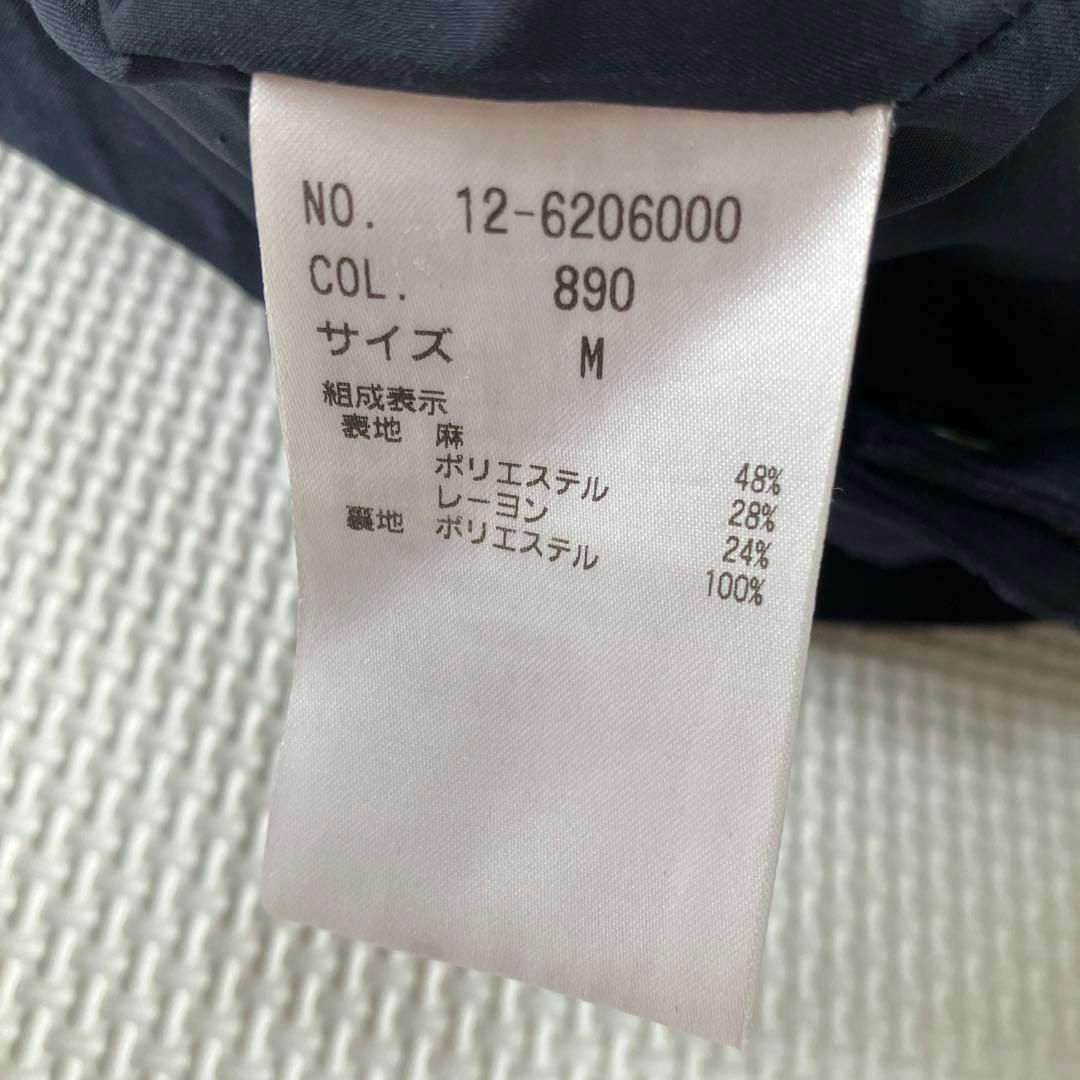 NO. 12-6206000
COL. 890
サイズ M
組成表示
表地 麻 48%
ポリエステル 28%
レーヨン 24%
裏地 ポリエステル 100%